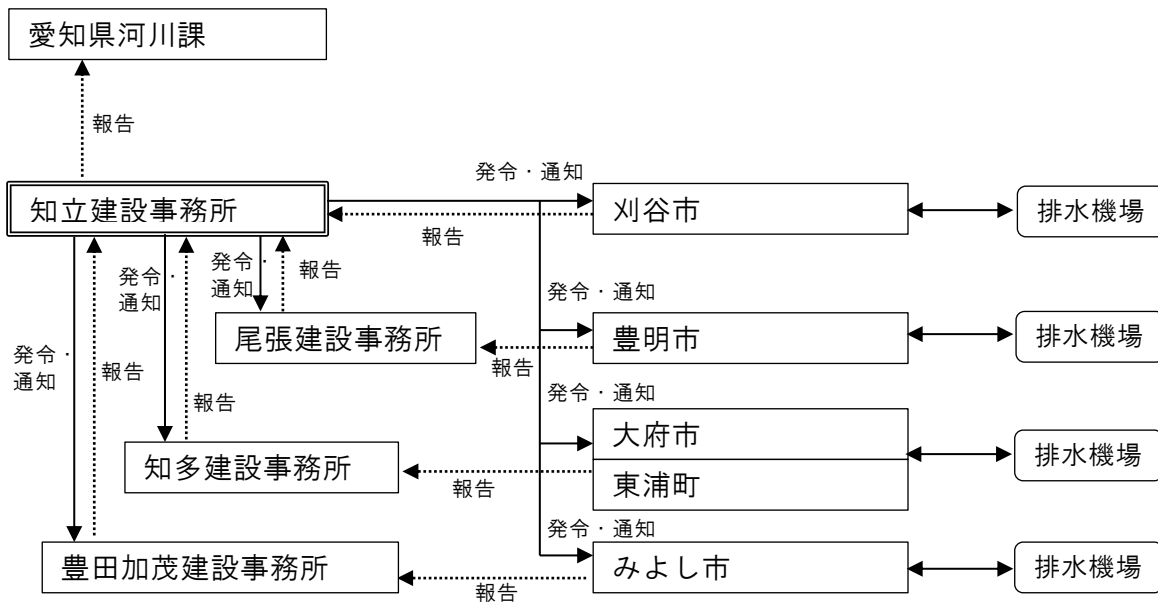 愛知県河川課
報告
発令・通知
知立建設事務所
刈谷市
排水機場
報告
発令・
通知
発令・
通知
報告
発令・通知
尾張建設事務所
豊明市
排水機場
発令・
通知
報告
報告
報告
発令・通知
大府市
知多建設事務所
東浦町
排水機場
報告
発令・通知
豊田加茂建設事務所
みよし市
排水機場
報告